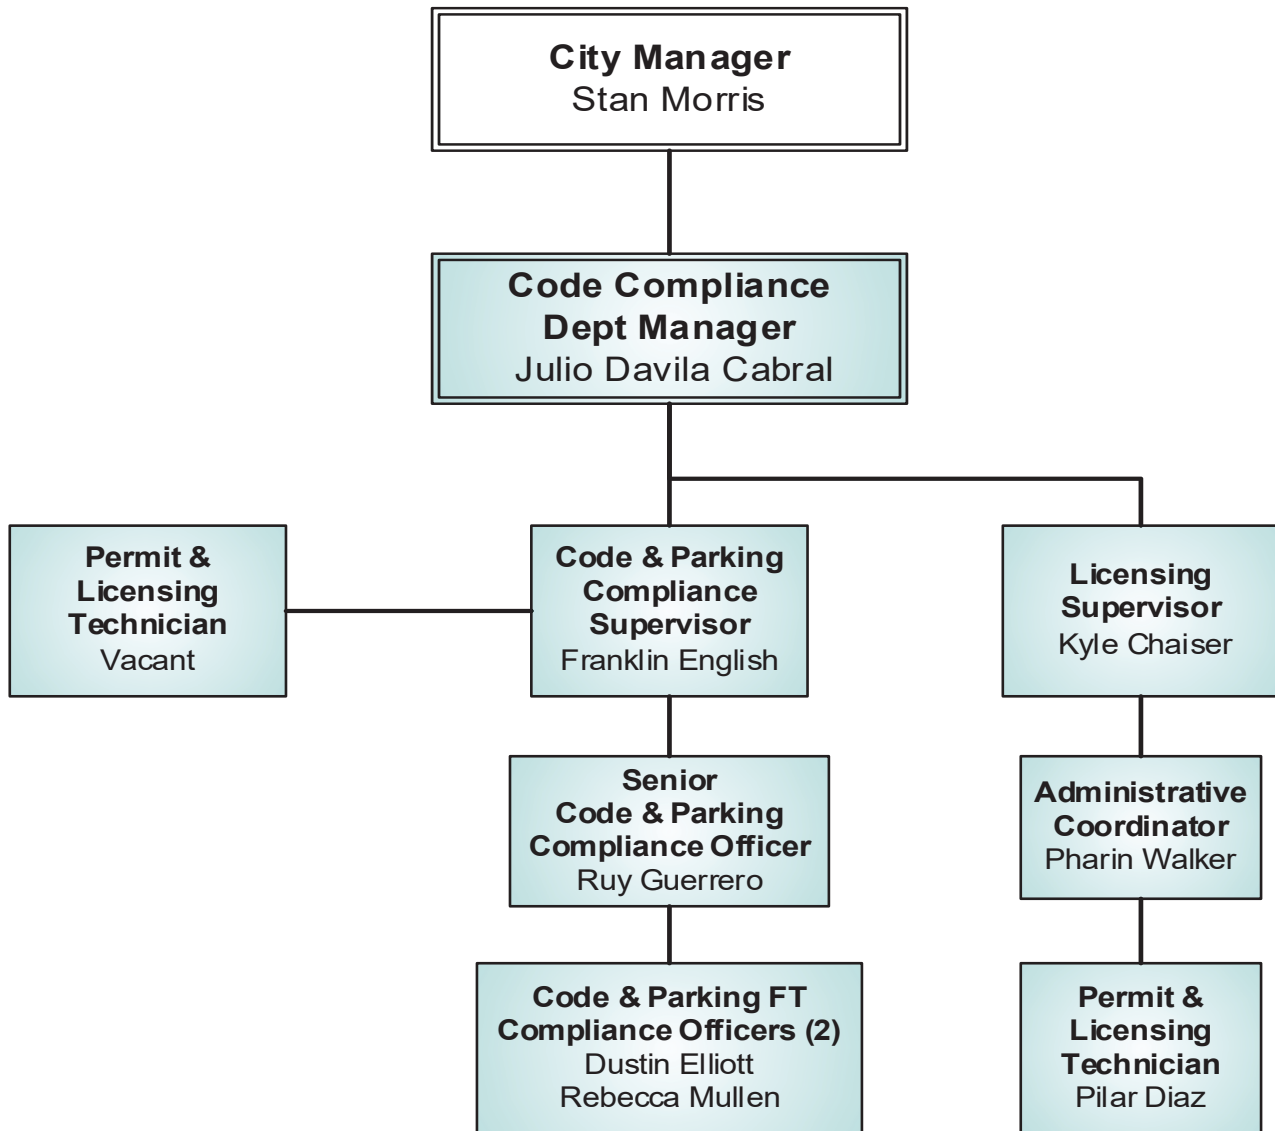 City Manager
Stan Morris
Code Compliance
Dept Manager
Julio Davila Cabral
Permit &
Licensing
Technician
Vacant
Code & Parking
Compliance
Supervisor
Franklin English
Licensing
Supervisor
Kyle Chaiser
Senior
Code & Parking
Compliance Officer
Ruy Guerrero
Administrative
Coordinator
Pharin Walker
Code & Parking FT
Compliance Officers (2)
Dustin Elliott
Rebecca Mullen
Permit &
Licensing
Technician
Pilar Diaz